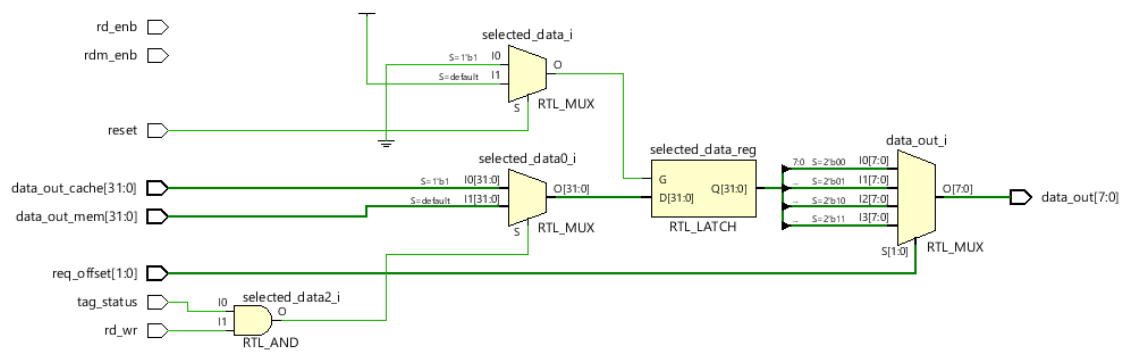 rd_enb
rdm_enb
selected_data_i
S=1'b1 I0
S=default I1
O
S
RTL_MUX
reset
selected_data0_i
data_out_cache[31:0]
S=1'b1 I0[31:0]
data_out_mem[31:0]
S=default I1[31:0]
O[31:0]
S
RTL_MUX
selected_data_reg
G
D[31:0]
Q[31:0]
RTL_LATCH
data_out_i
7:0 S=2'b00 I0[7:0]
... S=2'b01 I1[7:0]
... S=2'b10 I2[7:0]
... S=2'b11 I3[7:0]
O[7:0]
data_out[7:0]
S[1:0]
RTL_MUX
req_offset[1:0]
selected_data2_i
tag_status
I0
O
rd_wr
I1
RTL_AND